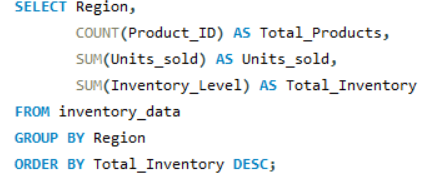 SELECT Region,
COUNT(Product_ID) AS Total_Products,
SUM(Units_sold) AS Units_sold,
SUM(Inventory_Level) AS Total_Inventory
FROM inventory_data
GROUP BY Region
ORDER BY Total_Inventory DESC;